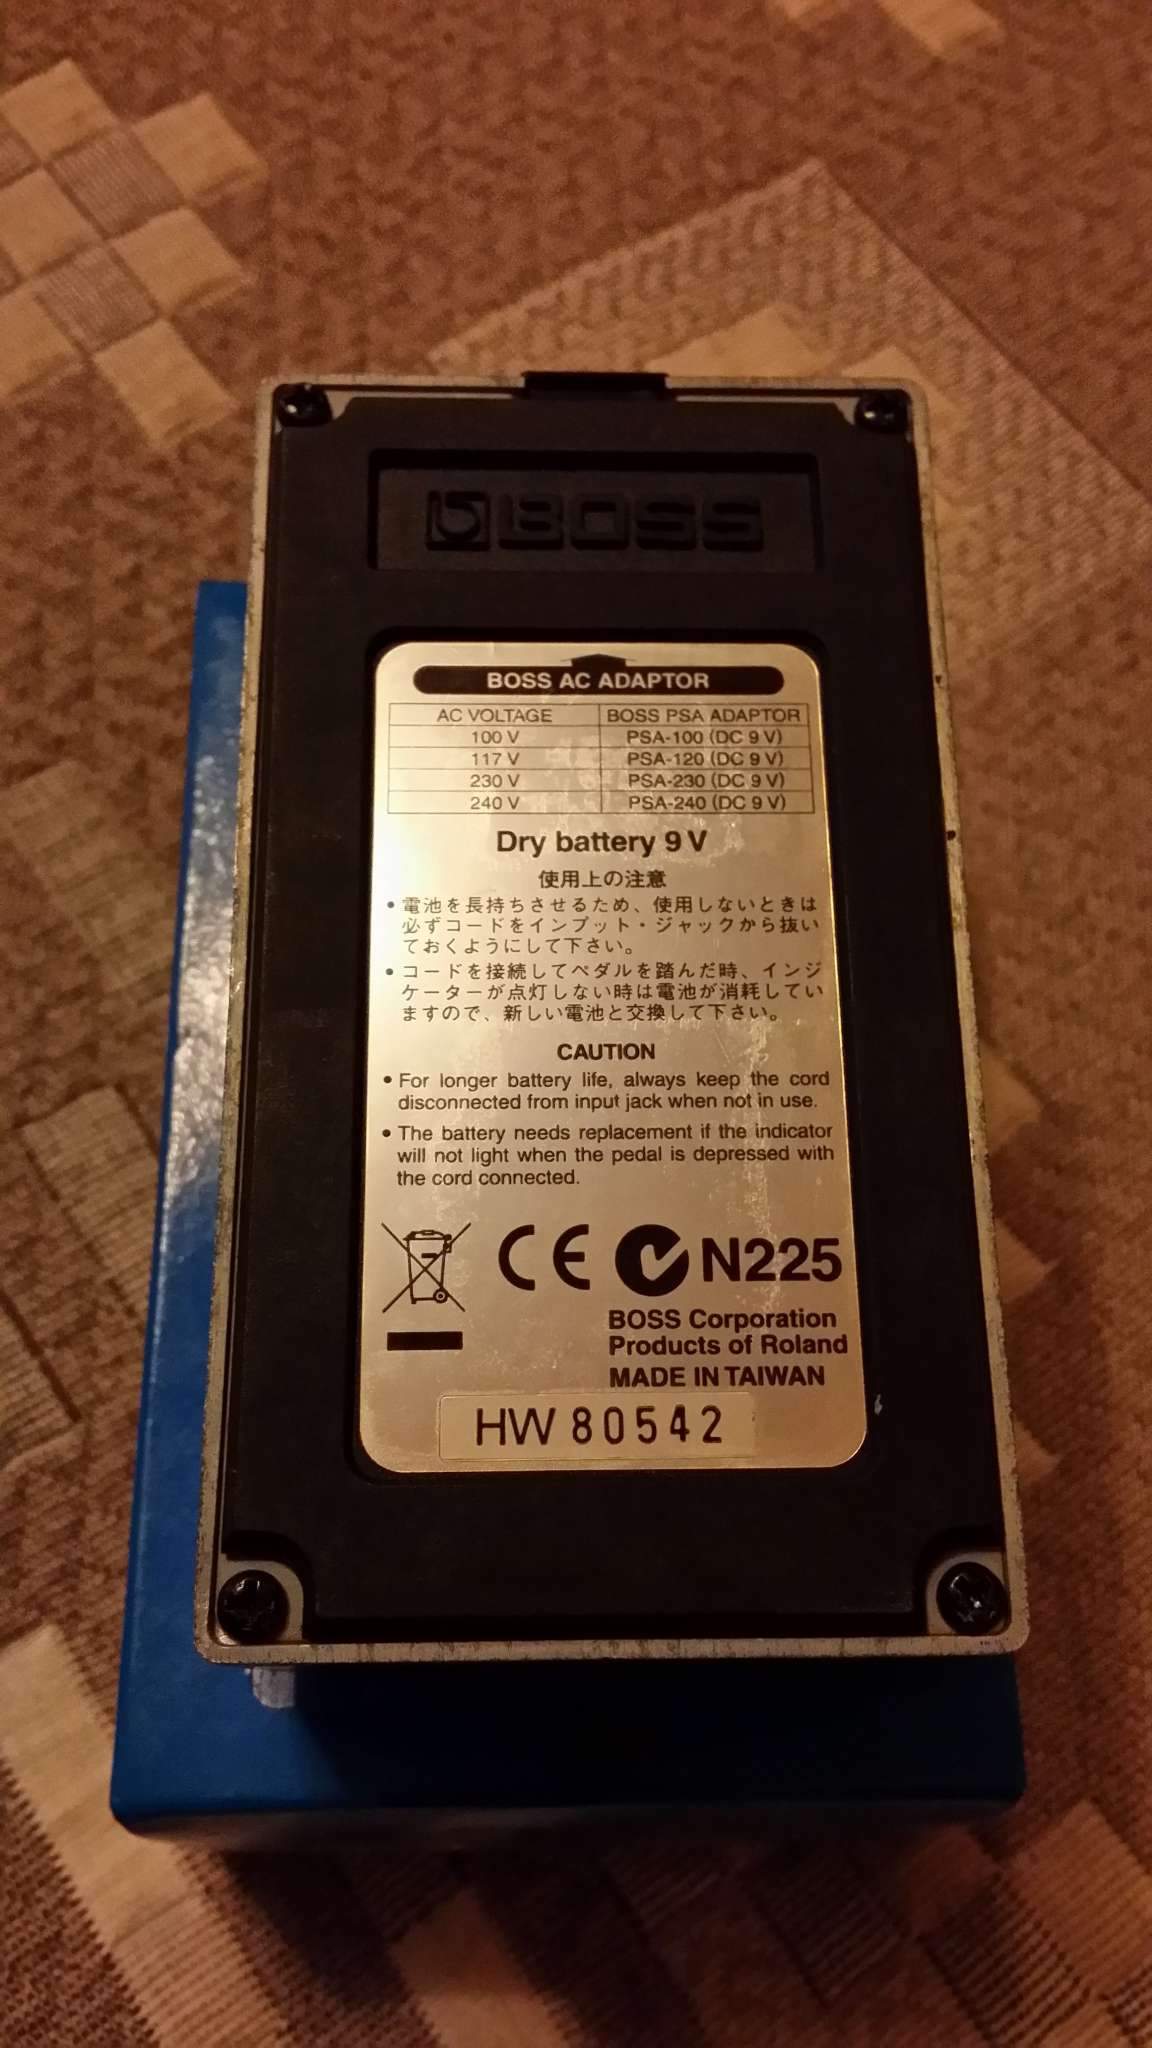 BOSS
BOSS AC ADAPTOR
AC VOLTAGE BOSS PSA ADAPTOR
100 V PSA-100 (DC 9 V)
117 V PSA-120 (DC 9 V)
230 V PSA-230 (DC 9 V)
240 V PSA-240 (DC 9 V)
Dry battery 9 V
使用上の注意
• 電池を長持ちさせるため、使用しないときは
必ずコードをインプット・ジャックから抜い
ておくようにして下さい。
• コードを接続してペダルを踏んだ時、インジ
ケーターが点灯しない時は電池が消耗してい
ますので、新しい電池と交換して下さい。
CAUTION
• For longer battery life, always keep the cord
disconnected from input jack when not in use.
• The battery needs replacement if the indicator
will not light when the pedal is depressed with
the cord connected.
CE N225
BOSS Corporation
Products of Roland
MADE IN TAIWAN
HW 80542